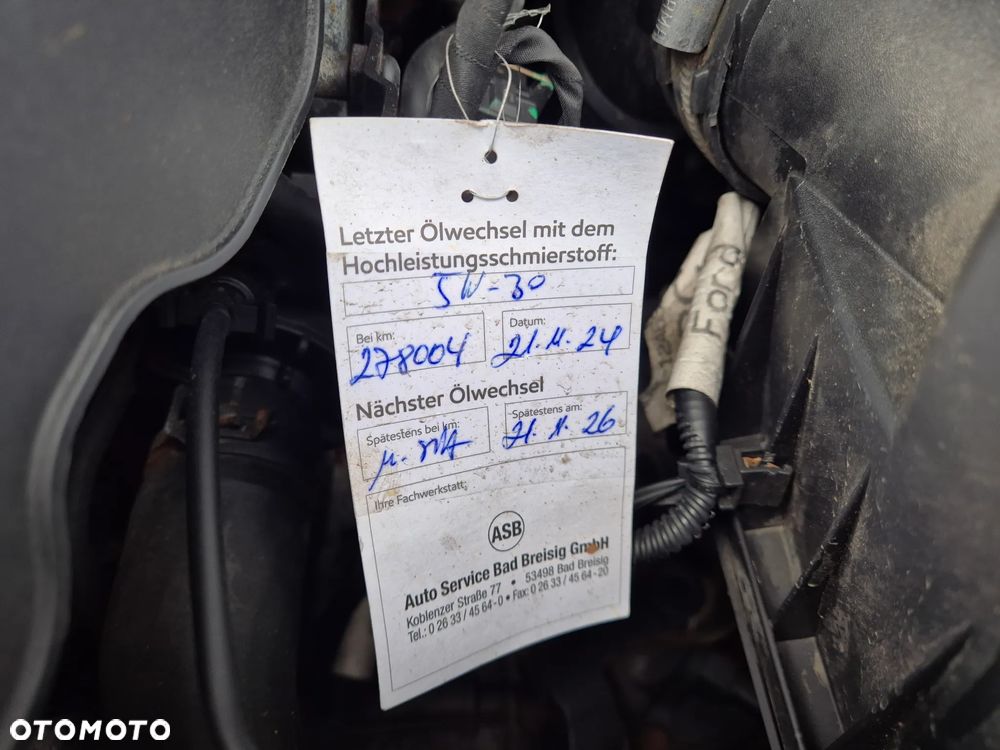 Letzter Ölwechsel mit dem
Hochleistungsschmierstoff:
5W-30
Bei km:
278004
Datum:
21.11.24
Nächster Ölwechsel
Spätestens bei km:
Spätestens am:
21.11.26
Ihre Fachwerkstatt:
ASB
Auto Service Bad Breisig GmbH
Koblenzer Straße 77 • 53498 Bad Breisig
Tel.: 0 26 33 / 45 64-0 • Fax: 0 26 33 / 45 64-20
Ford
OTOMOTO